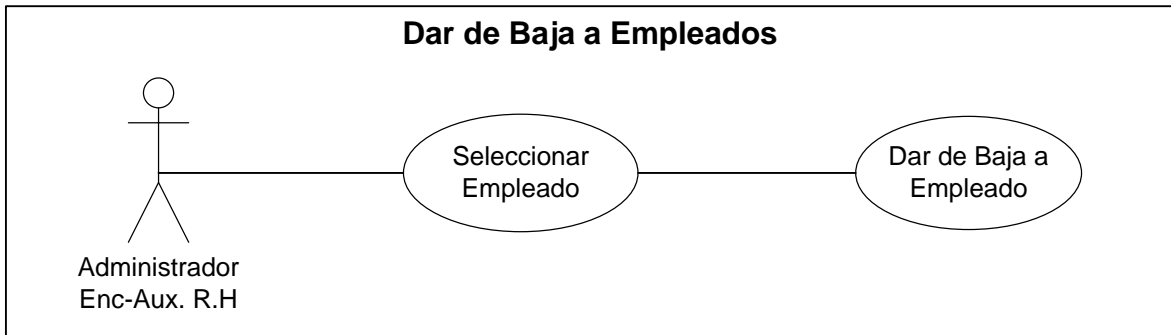 Dar de Baja a Empleados
Seleccionar
Empleado
Dar de Baja a
Empleado
Administrador
Enc-Aux. R.H